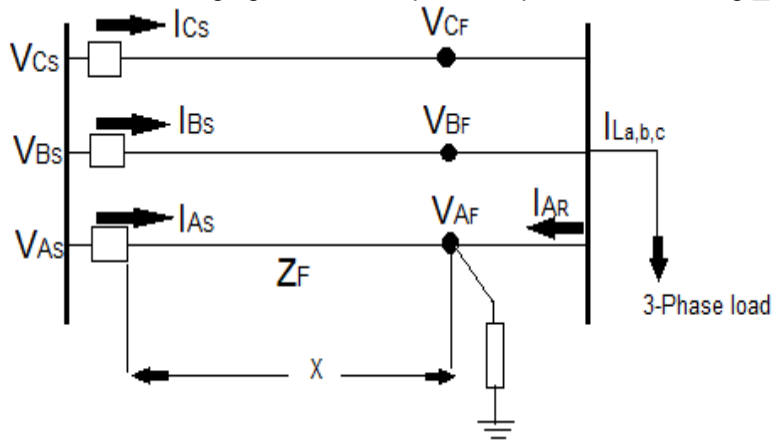 ICs
VCF
VCs
IBs
VBF
ILa,b,c
VBs
IAs
VAF
IAR
VAs
ZF
3-Phase load
X